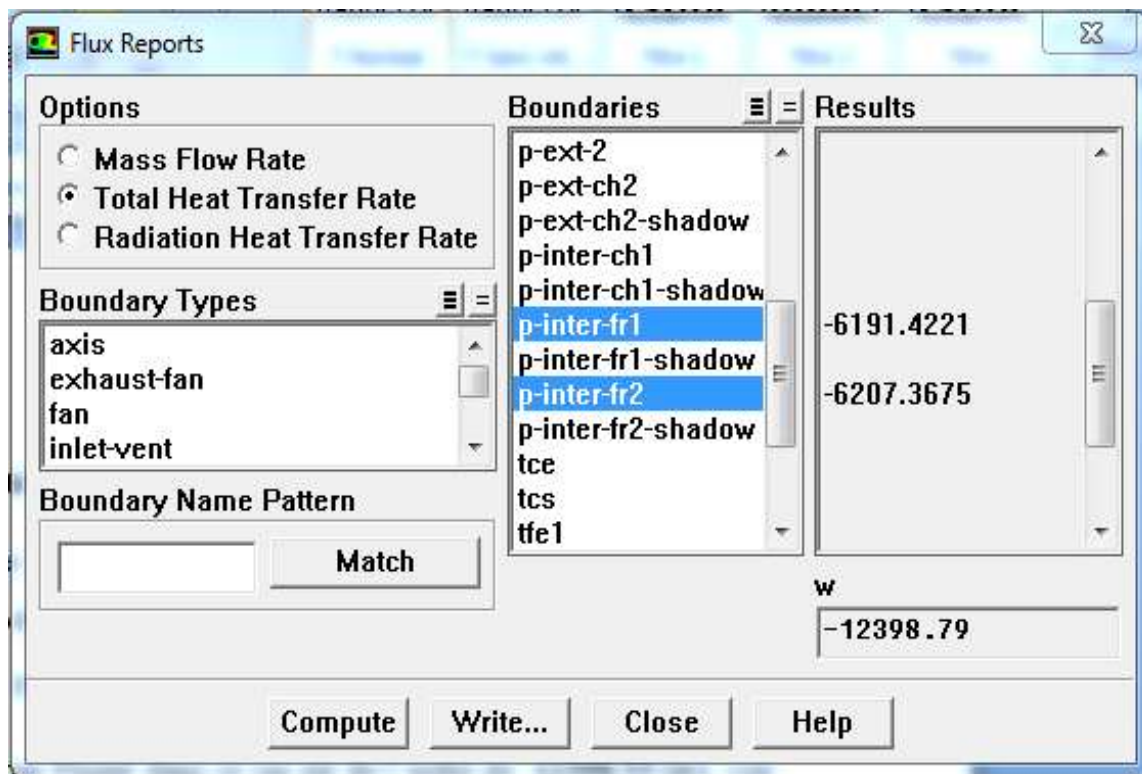 Flux Reports
Options
Mass Flow Rate
Total Heat Transfer Rate
Radiation Heat Transfer Rate
Boundary Types
axis
exhaust-fan
fan
inlet-vent
Boundary Name Pattern
Match
Boundaries
p-ext-2
p-ext-ch2
p-ext-ch2-shadow
p-inter-ch1
p-inter-ch1-shadow
p-inter-fr1
p-inter-fr1-shadow
p-inter-fr2
p-inter-fr2-shadow
tce
tcs
tfe1
Results
-6191.4221
-6207.3675
w
-12398.79
Compute Write... Close Help